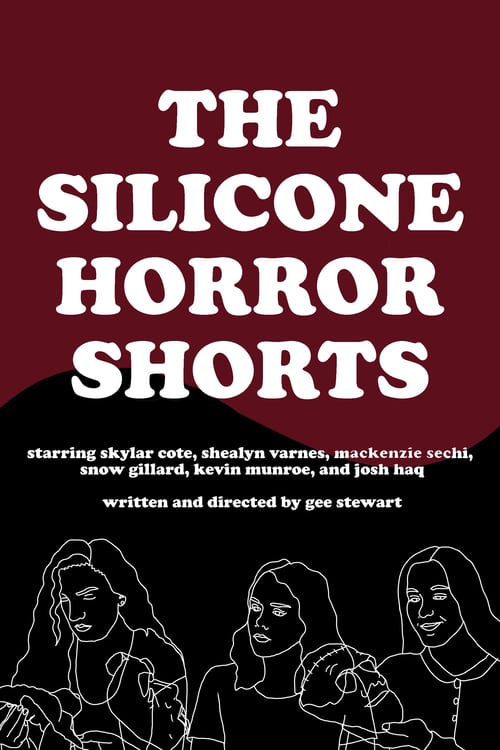 THE
SILICONE
HORROR
SHORTS
starring skylar cote, shealyn varnes, mackenzie sechi,
snow gillard, kevin munroe, and josh haq
written and directed by gee stewart